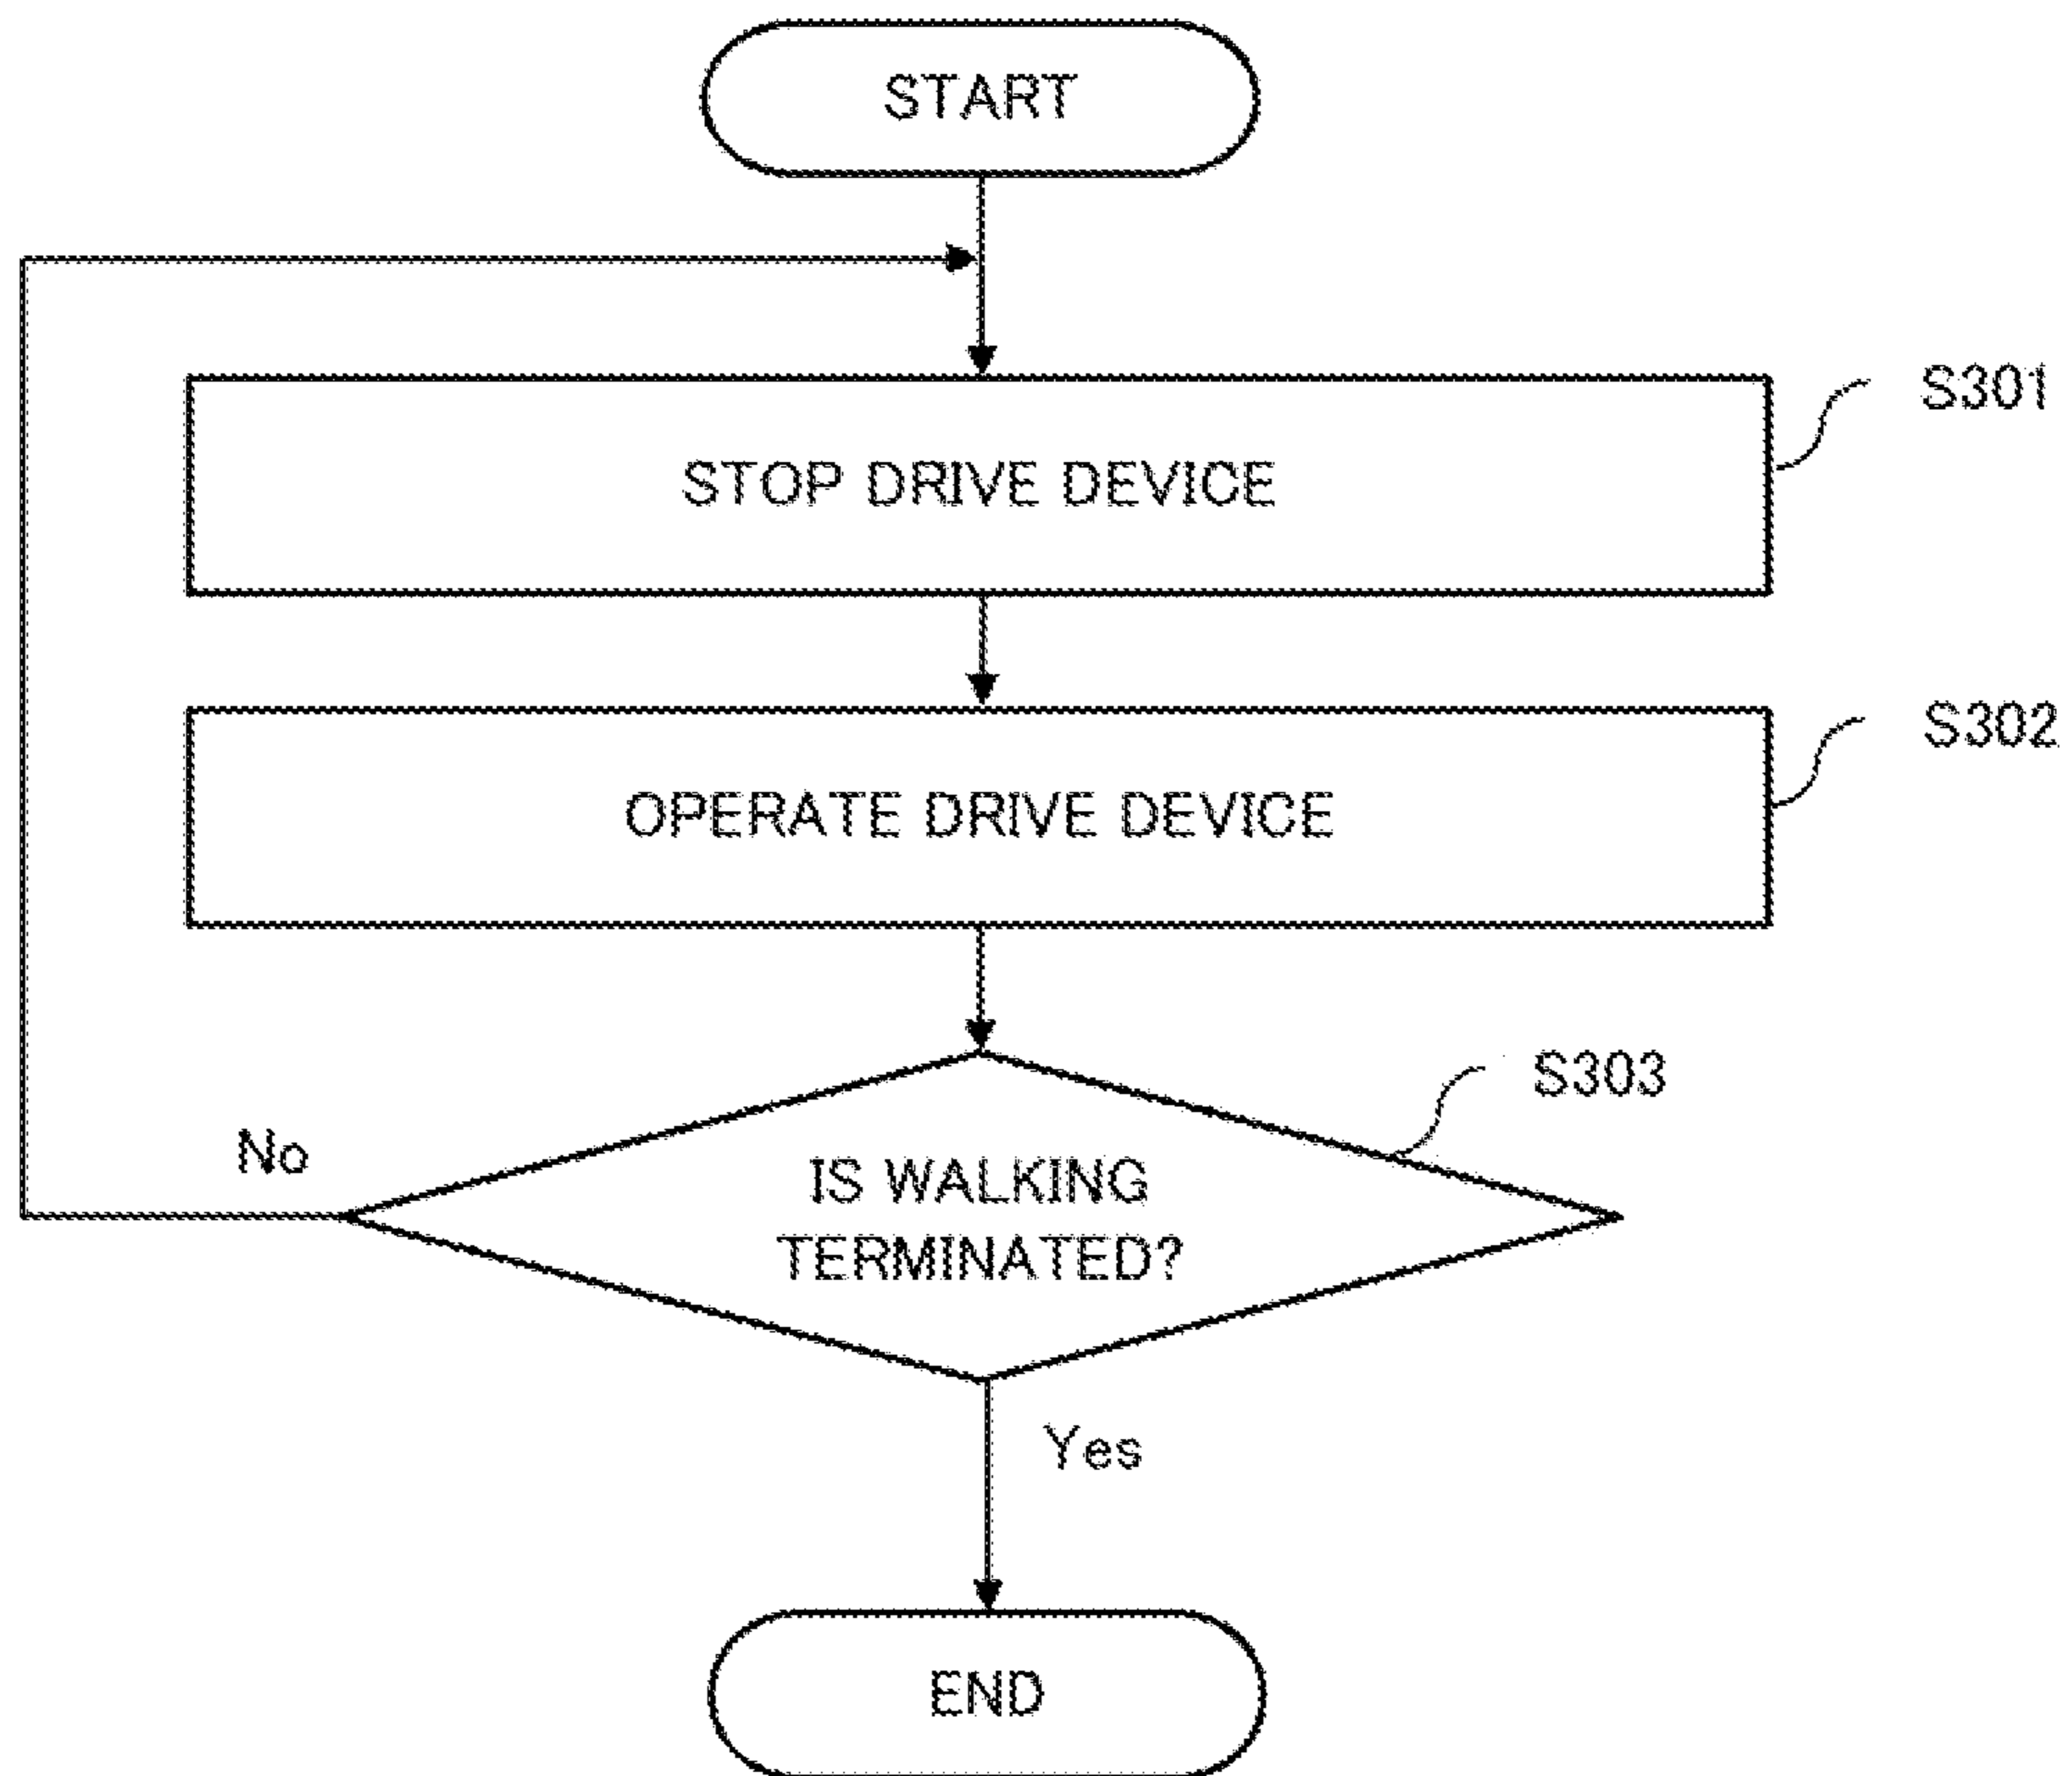 START
S301
STOP DRIVE DEVICE
S302
OPERATE DRIVE DEVICE
S303
No
IS WALKING
TERMINATED?
Yes
END